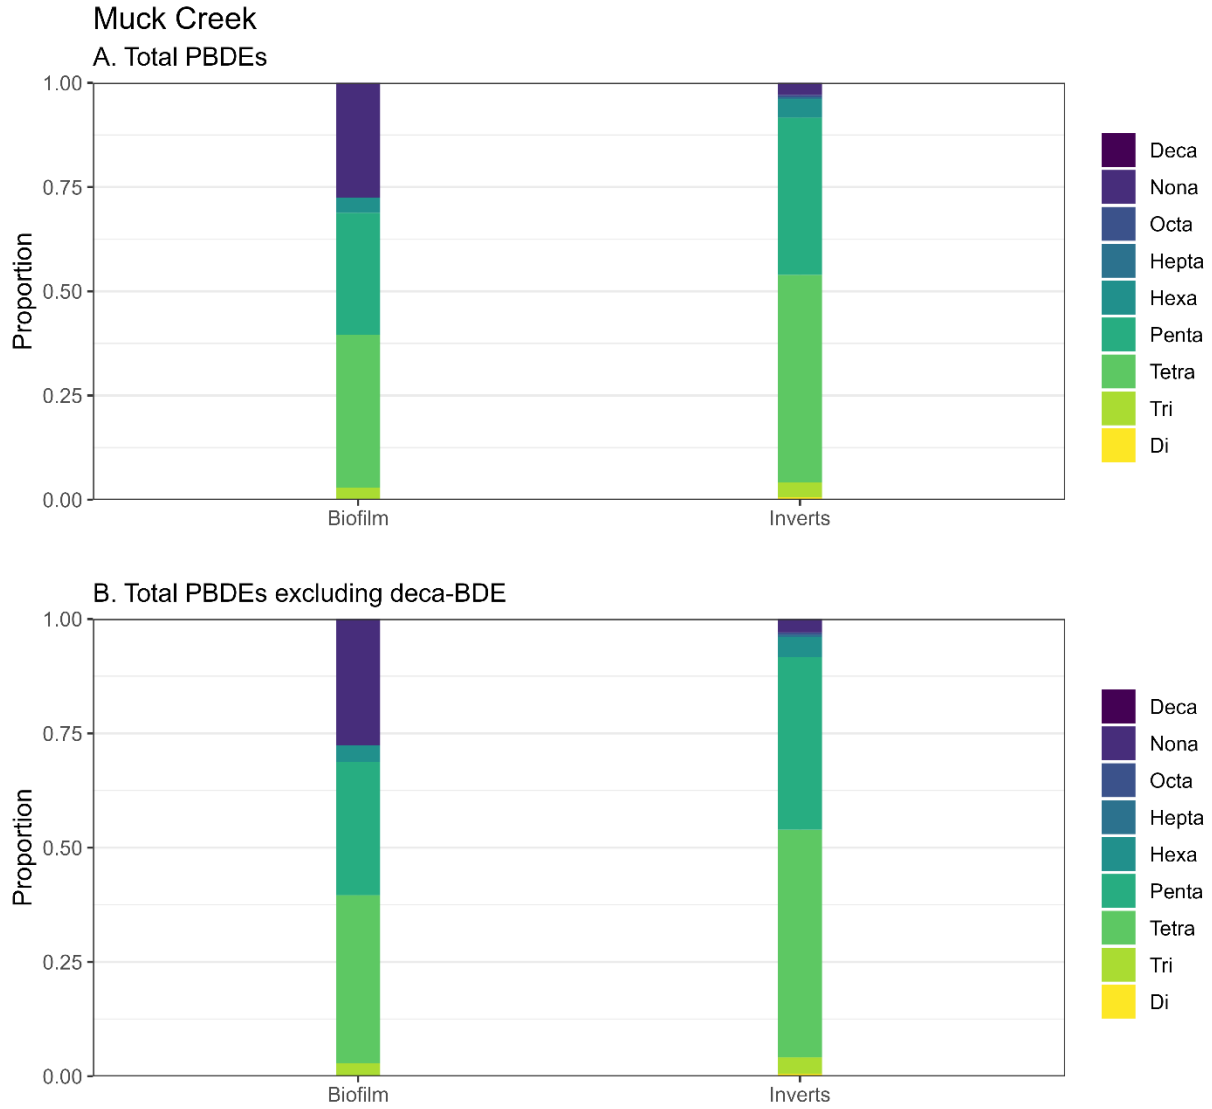 Muck Creek
A. Total PBDEs
Proportion
1.00
0.75
0.50
0.25
0.00
Biofilm
Inverts
Deca
Nona
Octa
Hepta
Hexa
Penta
Tetra
Tri
Di
B. Total PBDEs excluding deca-BDE
Proportion
1.00
0.75
0.50
0.25
0.00
Biofilm
Inverts
Deca
Nona
Octa
Hepta
Hexa
Penta
Tetra
Tri
Di